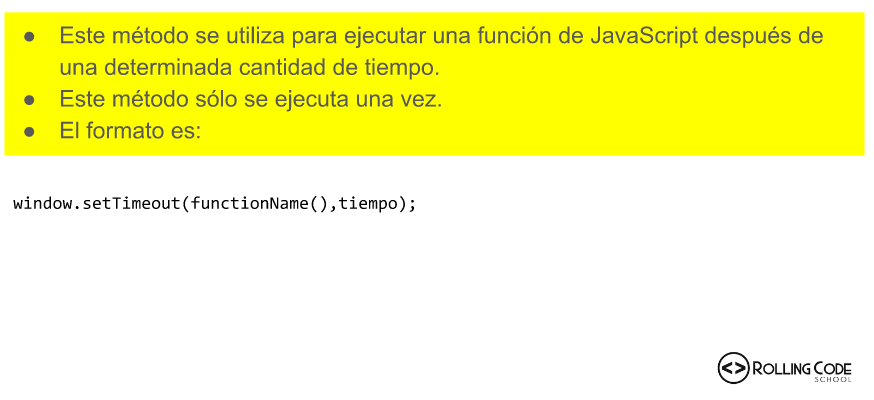 ● Este método se utiliza para ejecutar una función de JavaScript después de
una determinada cantidad de tiempo.
● Este método sólo se ejecuta una vez.
● El formato es:
window.setTimeout(functionName(),tiempo);
<> ROLLING CODE
SCHOOL